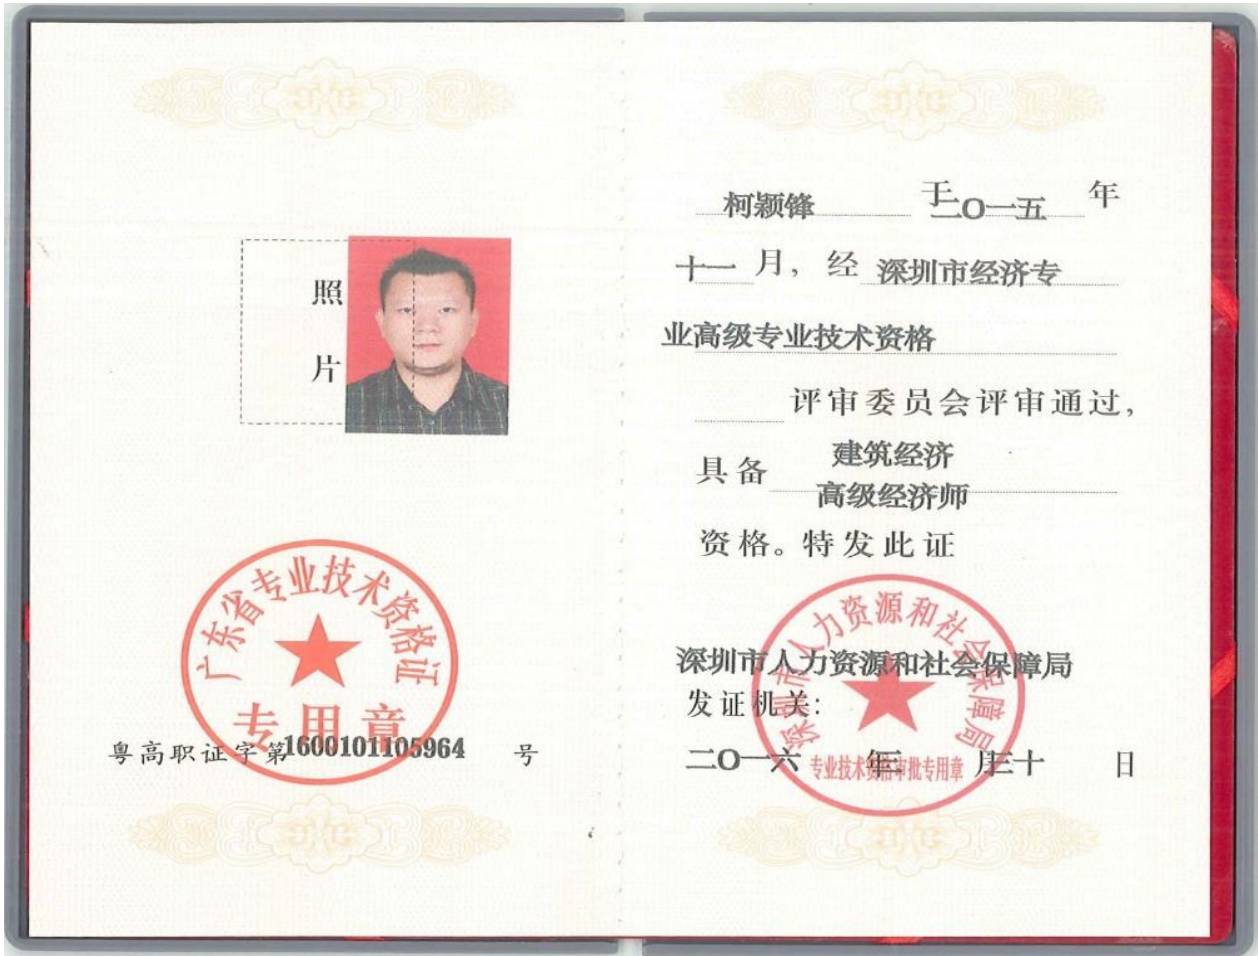 照
片
广东省专业技术资格证
专用章
粤高职证字第1600101105964 号
柯颖锋 于二〇一五 年
十一 月，经 深圳市经济专
业高级专业技术资格
评审委员会评审通过，
具备 建筑经济
高级经济师
资格。特发此证
深圳市人力资源和社会保障局
深圳市人力资源和社会保障局
发证机关：
二〇一六 年三 月三十 日
专业技术资格审批专用章